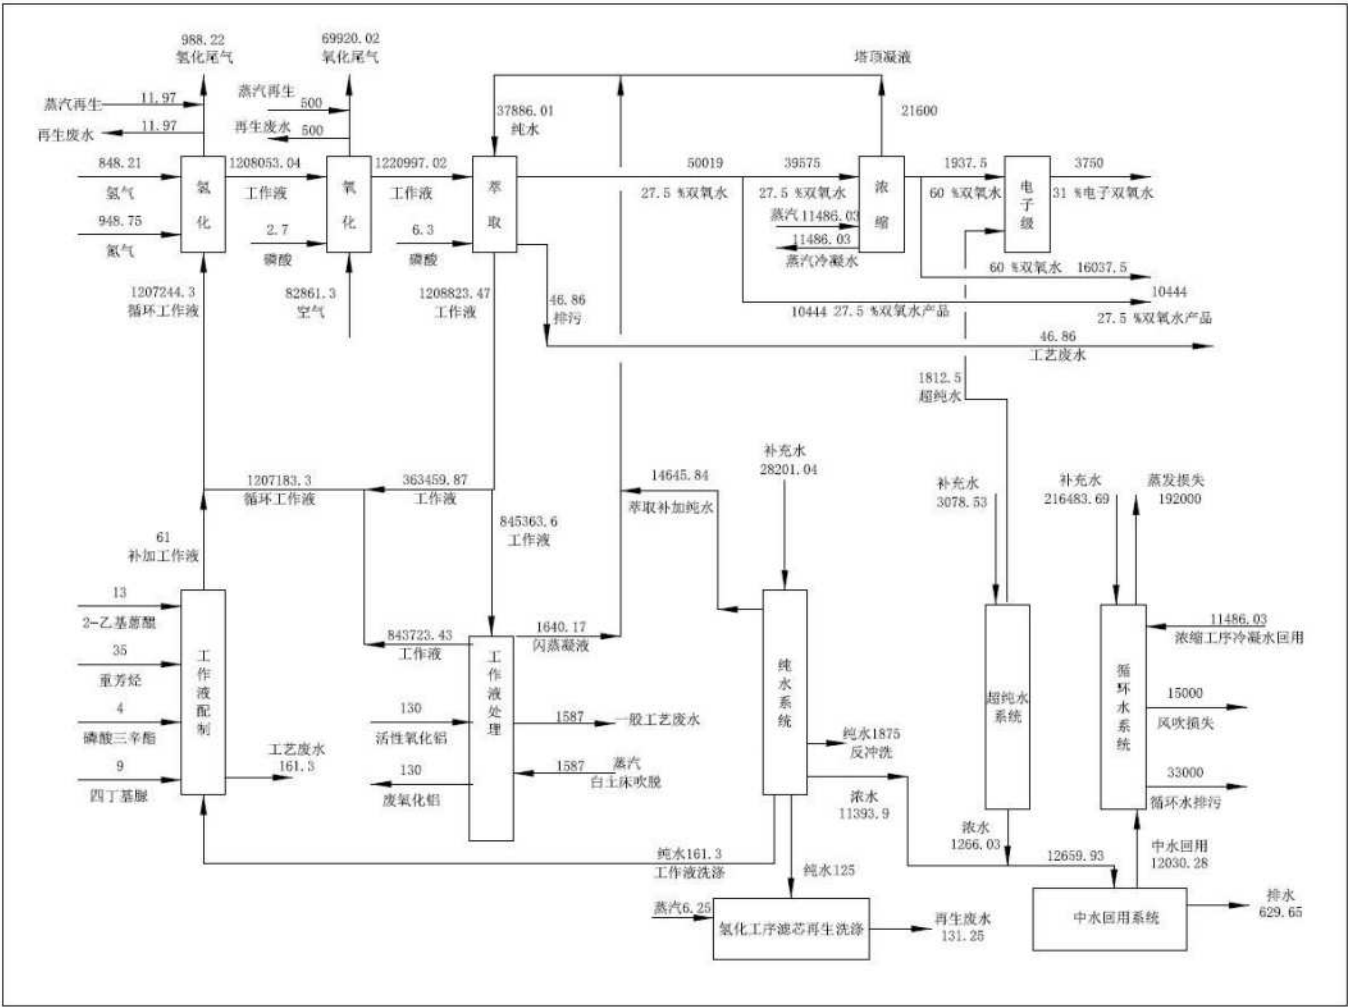 988.22
氢化尾气
69920.02
氧化尾气
塔顶凝液
蒸汽再生
11.97
蒸汽再生
500
37886.01
纯水
21600
再生废水
11.97
再生废水
500
848.21
氢气
氢化
1208053.04
工作液
氧化
1220997.02
工作液
萃取
50019
27.5 %双氧水
39575
27.5 %双氧水
浓缩
1937.5
60 %双氧水
电子级
3750
31 %电子双氧水
948.75
氮气
2.7
磷酸
6.3
磷酸
蒸汽
11486.03
11486.03
蒸汽冷凝水
60 %双氧水
16037.5
1207244.3
循环工作液
82861.3
空气
1208823.47
工作液
46.86
排污
10444 27.5 %双氧水产品
10444
27.5 %双氧水产品
46.86
工艺废水
1812.5
超纯水
补充水
28201.04
1207183.3
循环工作液
363459.87
工作液
14645.84
萃取补加纯水
补充水
3078.53
补充水
216483.69
蒸发损失
192000
61
补加工作液
845363.6
工作液
13
2-乙基蒽醌
35
重芳烃
4
磷酸三辛酯
9
四丁基脲
工作液配制
工艺废水
161.3
843723.43
工作液
1640.17
闪蒸凝液
工作液处理
130
活性氧化铝
130
废氧化铝
1587
一般工艺废水
1587
蒸汽
白土床吹脱
纯水系统
纯水1875
反冲洗
浓水
11393.9
超纯水
系统
循环水系统
11486.03
浓缩工序冷凝水回用
15000
风吹损失
33000
循环水排污
浓水
1266.03
中水回用
12030.28
纯水161.3
工作液洗涤
纯水125
12659.93
蒸汽6.25
氢化工序滤芯再生洗涤
再生废水
131.25
中水回用系统
排水
629.65